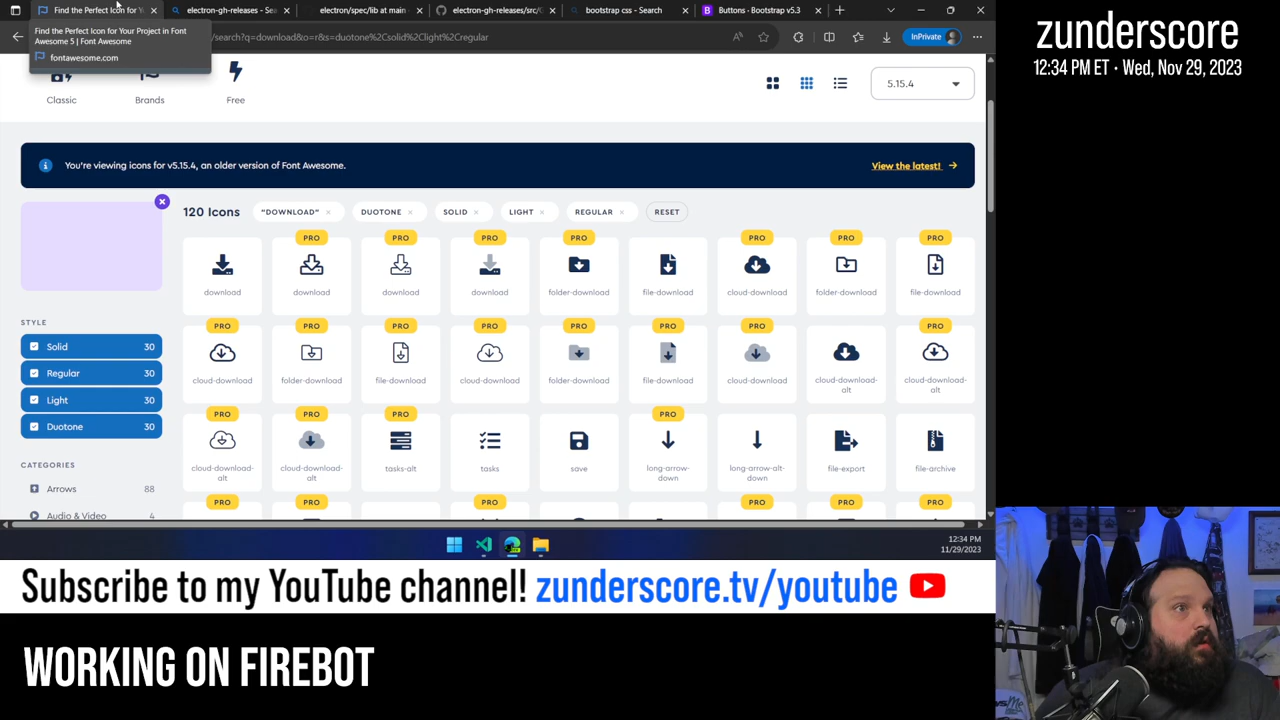 Find the Perfect Icon for Y
electron-gh-releases - Sea
electron/spec/lib at main
electron-gh-releases/src/
bootstrap css - Search
Buttons · Bootstrap v5.3
Find the Perfect Icon for Your Project in Font
Awesome 5 | Font Awesome
fontawesome.com
/search?q=download&o=r&s=duotone%2Csolid%2Clight%2Cregular
InPrivate
Classic
Brands
Free
5.15.4
You're viewing icons for v5.15.4, an older version of Font Awesome.
View the latest!
120 Icons
"DOWNLOAD"
DUOTONE
SOLID
LIGHT
REGULAR
RESET
PRO PRO PRO PRO PRO PRO PRO
download download download download folder-download file-download cloud-download folder-download file-download
STYLE
PRO PRO PRO PRO PRO PRO PRO PRO PRO
Solid 30
Regular 30
Light 30
Duotone 30
cloud-download folder-download file-download cloud-download folder-download file-download cloud-download cloud-download-alt cloud-download-alt
PRO PRO PRO PRO
CATEGORIES
cloud-download-alt cloud-download-alt tasks-alt tasks save long-arrow-down long-arrow-alt-down file-export file-archive
Arrows 88
Audio & Video 4
PRO PRO PRO PRO PRO PRO PRO
12:34 PM
11/29/2023
zunderscore
12:34 PM ET · Wed, Nov 29, 2023
Subscribe to my YouTube channel! zunderscore.tv/youtube
WORKING ON FIREBOT